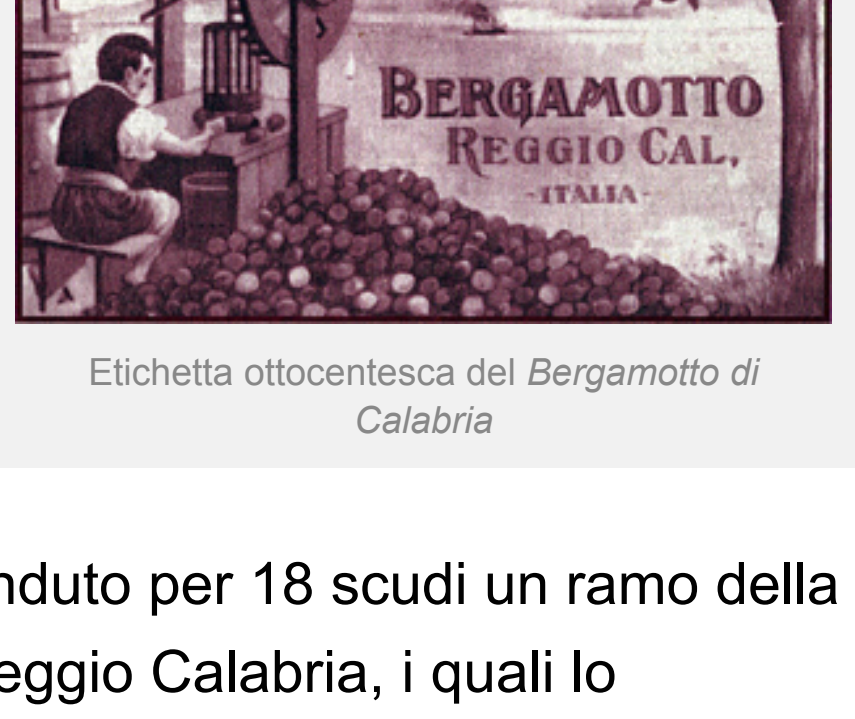 BERGAMOTTO
REGGIO CAL.
-ITALIA-
Etichetta ottocentesca del Bergamotto di
Calabria
nduto per 18 scudi un ramo della
eggio Calabria, i quali lo